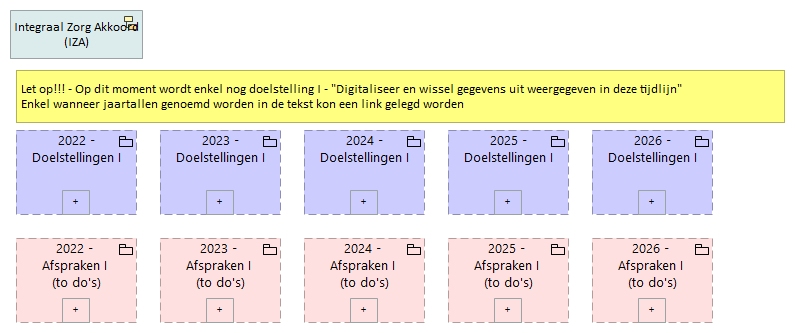 Integraal Zorg Akkoord
(IZA)
Let op!!! - Op dit moment wordt enkel nog doelstelling I - "Digitaliseer en wissel gegevens uit weergegeven in deze tijdlijn"
Enkel wanneer jaartallen genoemd worden in de tekst kon een link gelegd worden
2022 -
Doelstellingen I
+
2023 -
Doelstellingen I
+
2024 -
Doelstellingen I
+
2025 -
Doelstellingen I
+
2026 -
Doelstellingen I
+
2022 -
Afspraken I
(to do's)
+
2023 -
Afspraken I
(to do's)
+
2024 -
Afspraken I
(to do's)
+
2025 -
Afspraken I
(to do's)
+
2026 -
Afspraken I
(to do's)
+